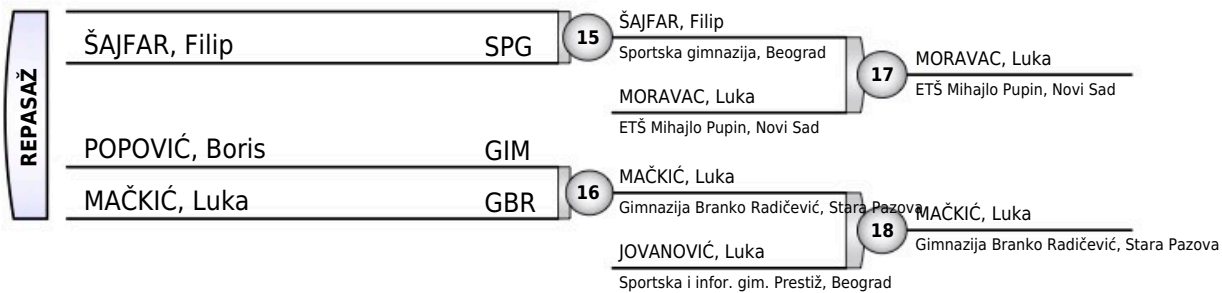 REPASAŽ
ŠAJFAR, Filip SPG
POPOVIĆ, Boris GIM
MAČKIĆ, Luka GBR
15
ŠAJFAR, Filip
Sportska gimnazija, Beograd
MORAVAC, Luka
ETŠ Mihajlo Pupin, Novi Sad
16
MAČKIĆ, Luka
Gimnazija Branko Radičević, Stara Pazova
JOVANOVIĆ, Luka
Sportska i infor. gim. Prestiž, Beograd
17
MORAVAC, Luka
ETŠ Mihajlo Pupin, Novi Sad
18
MAČKIĆ, Luka
Gimnazija Branko Radičević, Stara Pazova